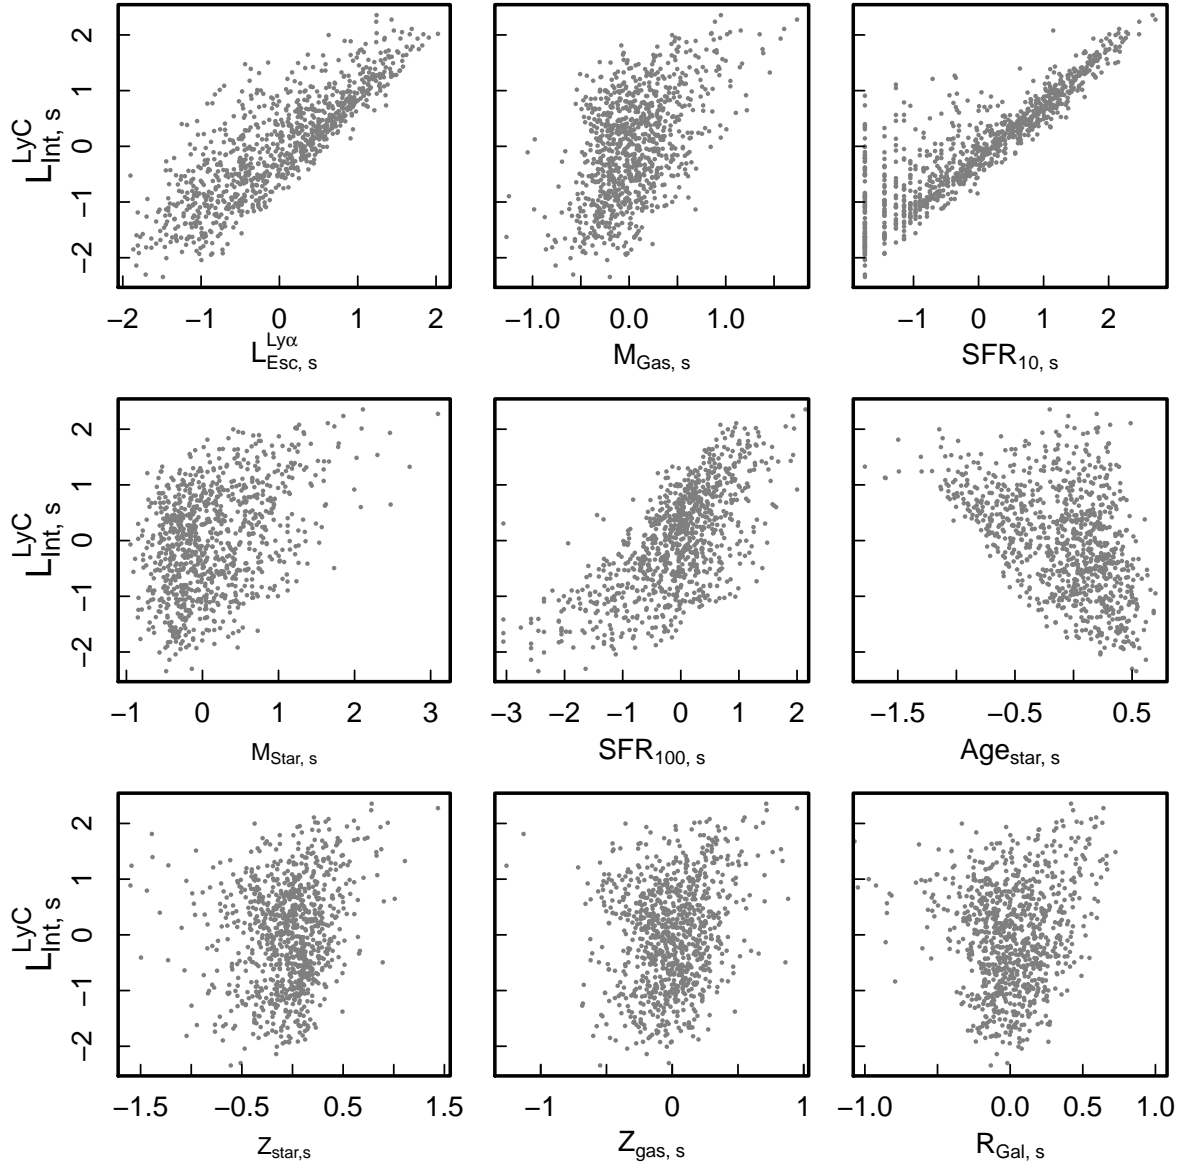 L^LyC_Int, s
2
1
0
−1
−2
−2 −1 0 1 2
L^Lyα_Esc, s
−1.0 0.0 1.0
M_Gas, s
−1 0 1 2
SFR_10, s
L^LyC_Int, s
2
1
0
−1
−2
−1 0 1 2 3
M_Star, s
−3 −2 −1 0 1 2
SFR_100, s
−1.5 −0.5 0.5
Age_star, s
L^LyC_Int, s
2
1
0
−1
−2
−1.5 −0.5 0.5 1.5
Z_star,s
−1 0 1
Z_gas, s
−1.0 0.0 0.5 1.0
R_Gal, s